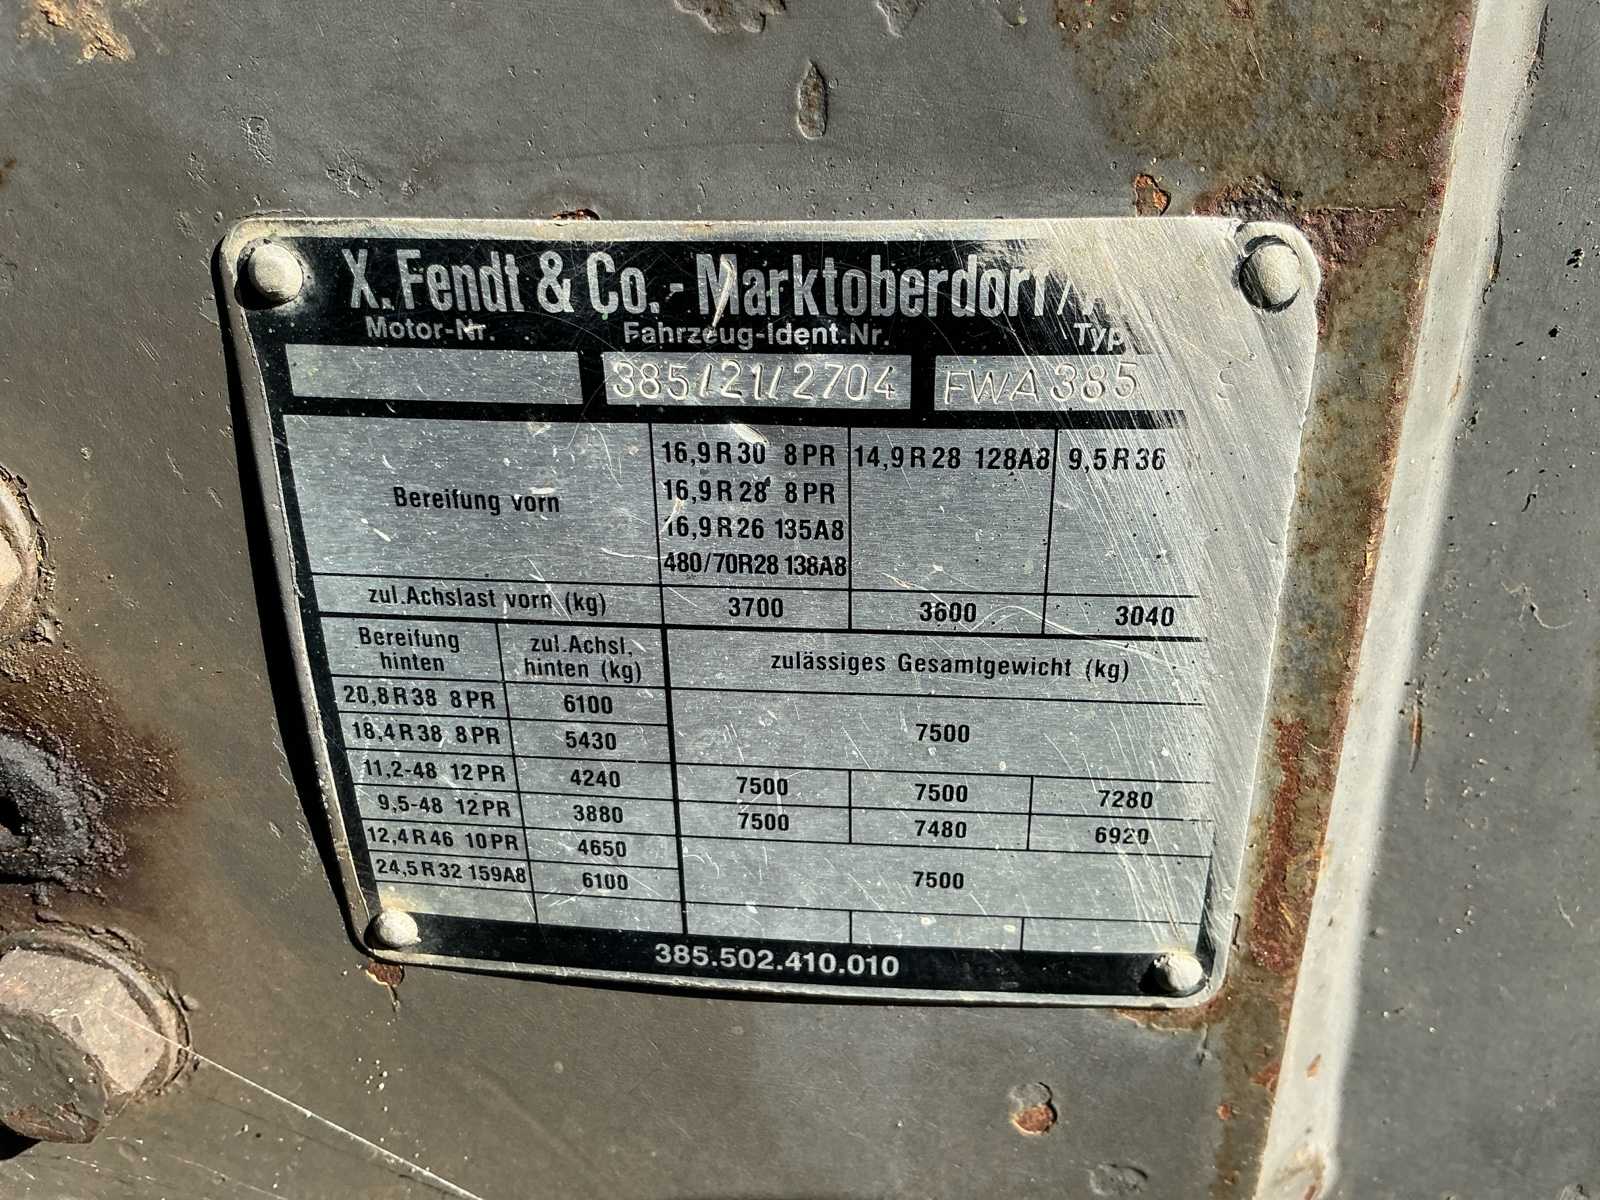 X. Fendt & Co. - Marktoberdorf
Motor-Nr. Fahrzeug-Ident.Nr. Typ
385/21/2704 FWA385 S
Bereifung vorn
16,9 R 30 8 PR 14,9 R 28 128A8 9,5 R 36
16,9 R 28 8 PR
16,9 R 26 135A8
480/70R28 138A8
zul.Achslast vorn (kg) 3700 3600 3040
Bereifung hinten zul.Achsl. hinten (kg) zulässiges Gesamtgewicht (kg)
20,8 R 38 8 PR 6100 7500
18,4 R 38 8 PR 5430
11,2-48 12 PR 4240 7500 7500 7280
9,5-48 12 PR 3880 7500 7480 6920
12,4 R 46 10 PR 4650 7500
24,5 R 32 159A8 6100
385.502.410.010